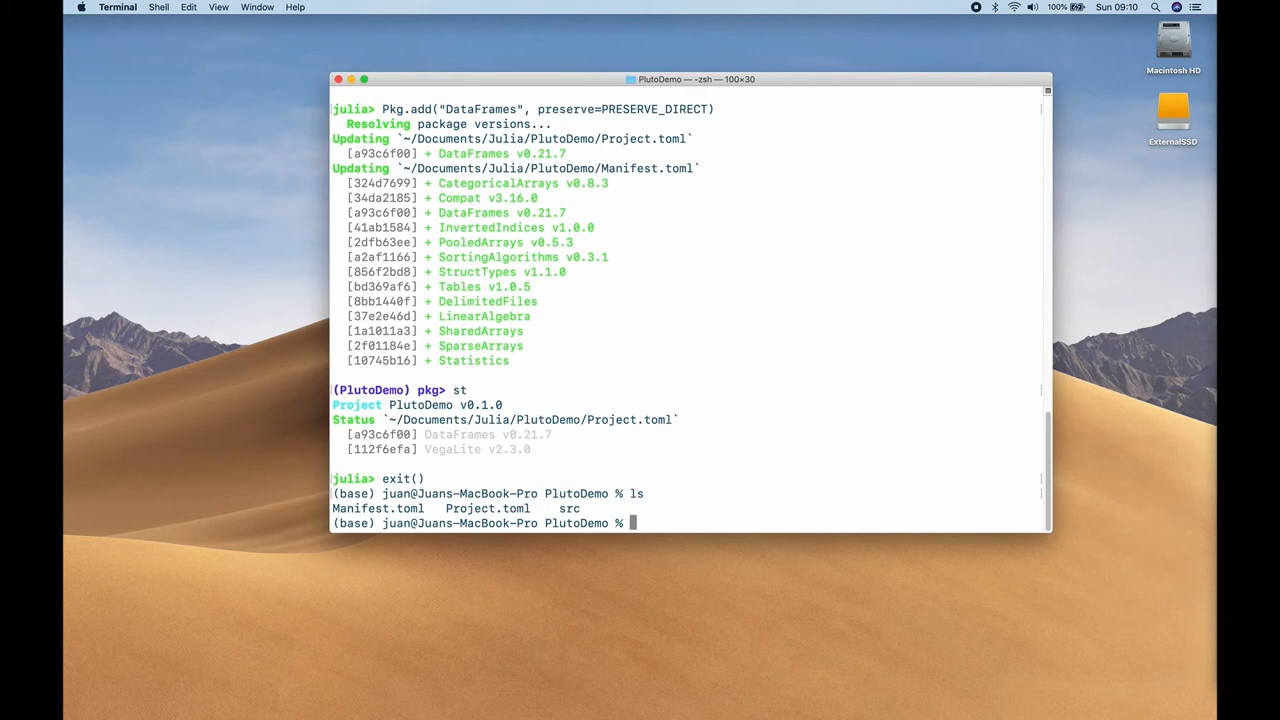 Terminal Shell Edit View Window Help 100% Sun 09:10
Macintosh HD
ExternalSSD
PlutoDemo — -zsh — 100×30
julia> Pkg.add("DataFrames", preserve=PRESERVE_DIRECT)
Resolving package versions...
Updating `~/Documents/Julia/PlutoDemo/Project.toml`
[a93c6f00] + DataFrames v0.21.7
Updating `~/Documents/Julia/PlutoDemo/Manifest.toml`
[324d7699] + CategoricalArrays v0.8.3
[34da2185] + Compat v3.16.0
[a93c6f00] + DataFrames v0.21.7
[41ab1584] + InvertedIndices v1.0.0
[2dfb63ee] + PooledArrays v0.5.3
[a2af1166] + SortingAlgorithms v0.3.1
[856f2bd8] + StructTypes v1.1.0
[bd369af6] + Tables v1.0.5
[8bb1440f] + DelimitedFiles
[37e2e46d] + LinearAlgebra
[1a1011a3] + SharedArrays
[2f01184e] + SparseArrays
[10745b16] + Statistics
(PlutoDemo) pkg> st
Project PlutoDemo v0.1.0
Status `~/Documents/Julia/PlutoDemo/Project.toml`
[a93c6f00] DataFrames v0.21.7
[112f6efa] VegaLite v2.3.0
julia> exit()
(base) juan@Juans-MacBook-Pro PlutoDemo % ls
Manifest.toml Project.toml src
(base) juan@Juans-MacBook-Pro PlutoDemo %